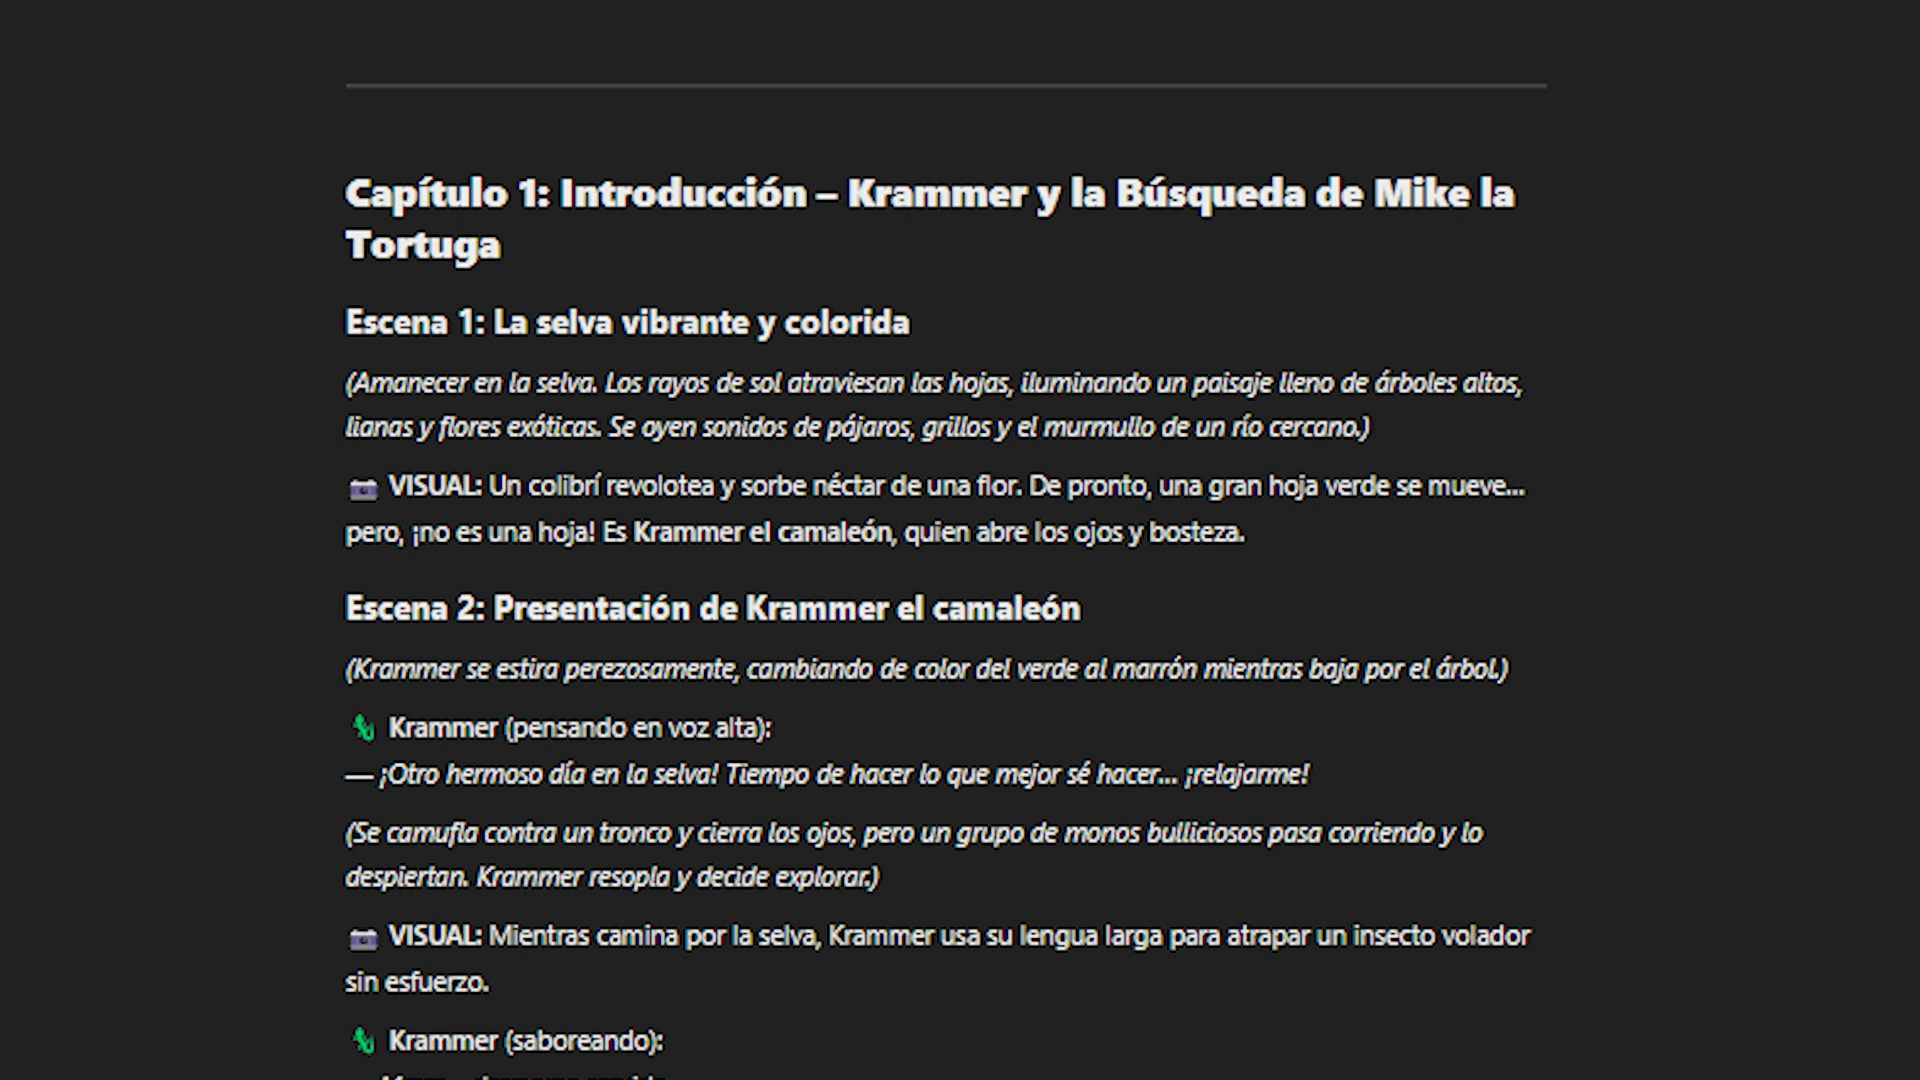 Capítulo 1: Introducción – Krammer y la Búsqueda de Mike la
Tortuga
Escena 1: La selva vibrante y colorida
(Amanecer en la selva. Los rayos de sol atraviesan las hojas, iluminando un paisaje lleno de árboles altos,
lianas y flores exóticas. Se oyen sonidos de pájaros, grillos y el murmullo de un río cercano.)
VISUAL: Un colibrí revolotea y sorbe néctar de una flor. De pronto, una gran hoja verde se mueve...
pero, ¡no es una hoja! Es Krammer el camaleón, quien abre los ojos y bosteza.
Escena 2: Presentación de Krammer el camaleón
(Krammer se estira perezosamente, cambiando de color del verde al marrón mientras baja por el árbol.)
Krammer (pensando en voz alta):
— ¡Otro hermoso día en la selva! Tiempo de hacer lo que mejor sé hacer... ¡relajarme!
(Se camufla contra un tronco y cierra los ojos, pero un grupo de monos bulliciosos pasa corriendo y lo
despiertan. Krammer resopla y decide explorar.)
VISUAL: Mientras camina por la selva, Krammer usa su lengua larga para atrapar un insecto volador
sin esfuerzo.
Krammer (saboreando):